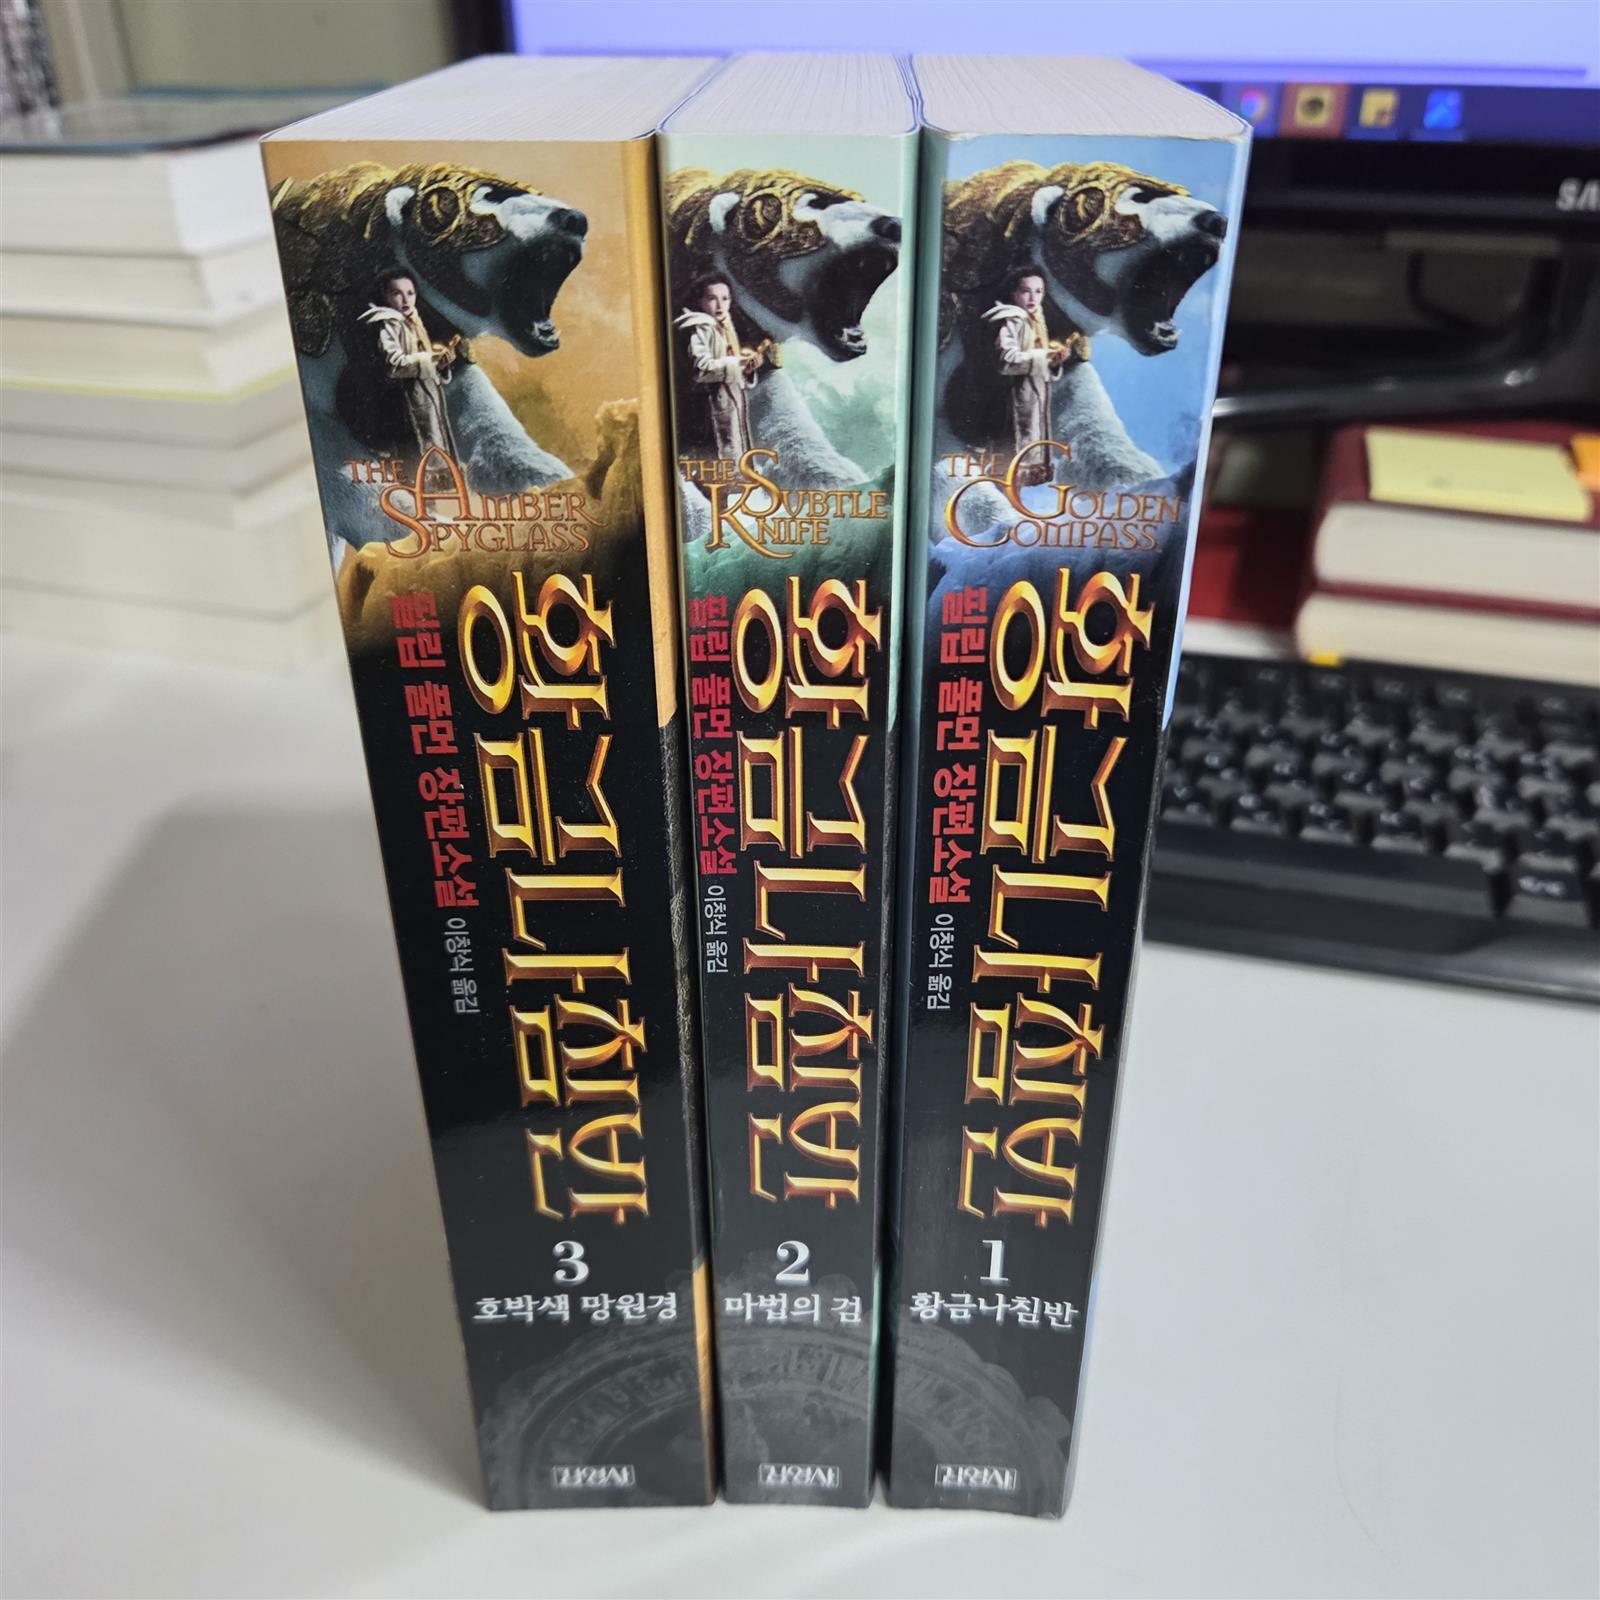 THE AMBER
SPYGLASS
황금나침반
필립 풀먼 장편소설 이창식 옮김
3
호박색 망원경
김영사
THE SUBTLE
KNIFE
황금나침반
필립 풀먼 장편소설 이창식 옮김
2
마법의 검
김영사
THE GOLDEN
COMPASS
황금나침반
필립 풀먼 장편소설 이창식 옮김
1
황금나침반
김영사